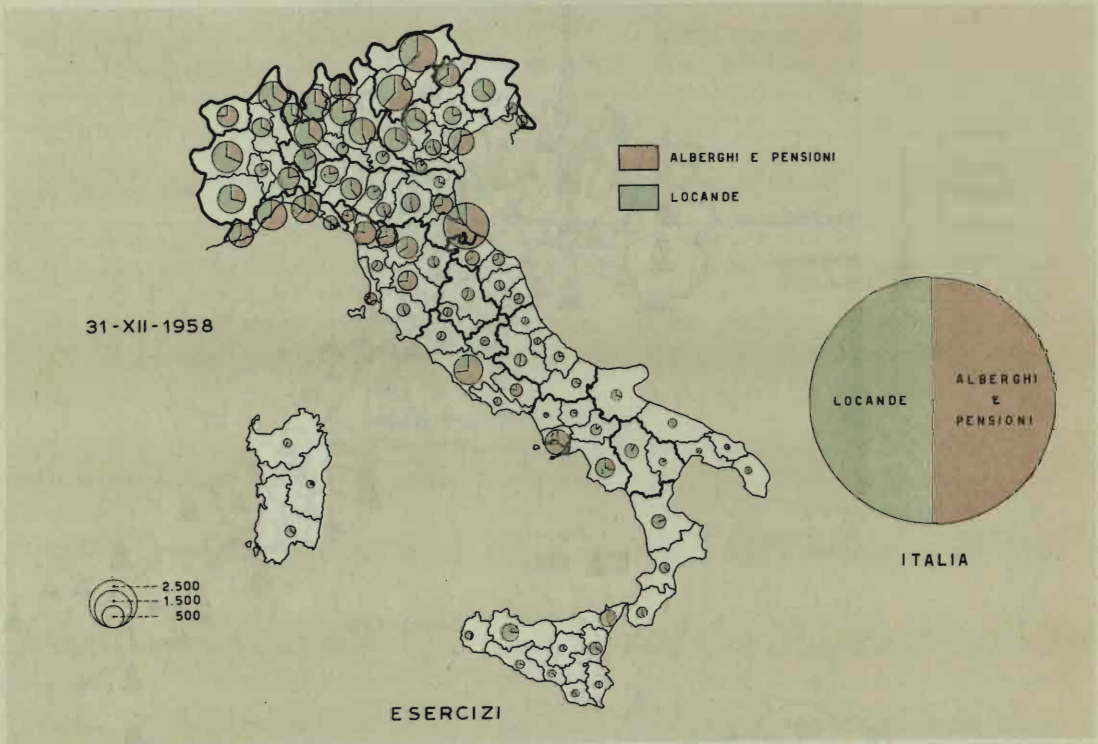 ALBERGHI E PENSIONI
LOCANDE
31-XII-1958
LOCANDE
ALBERGHI
E
PENSIONI
ITALIA
2.500
1.500
500
ESERCIZI